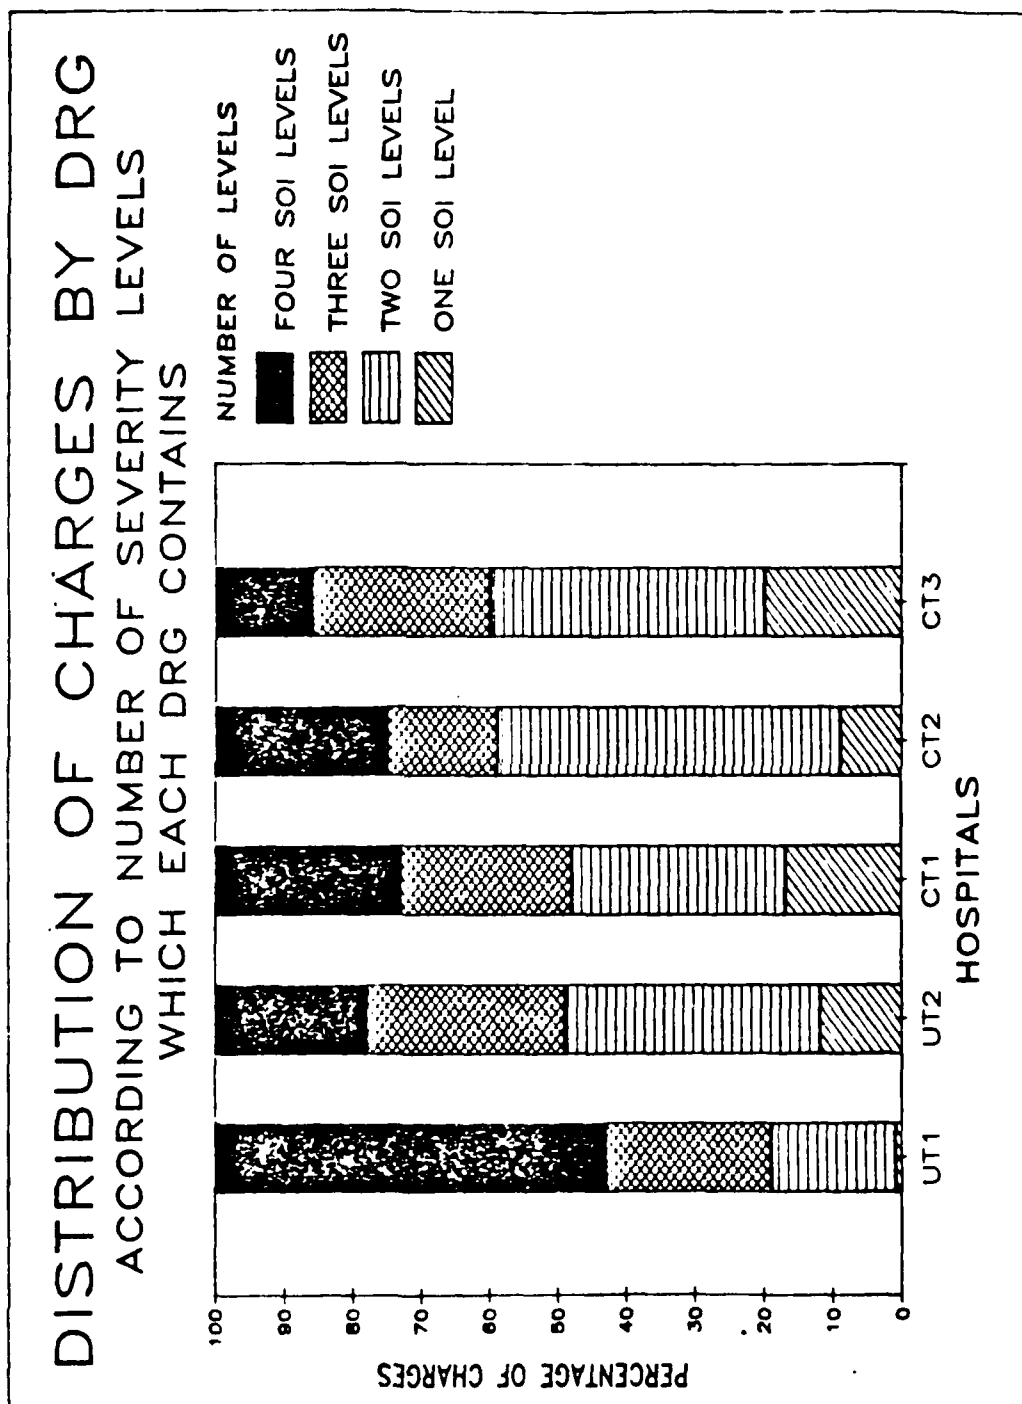 DISTRIBUTION OF CHARGES BY DRG
ACCORDING TO NUMBER OF SEVERITY LEVELS
WHICH EACH DRG CONTAINS
NUMBER OF LEVELS
FOUR SOI LEVELS
THREE SOI LEVELS
TWO SOI LEVELS
ONE SOI LEVEL
PERCENTAGE OF CHARGES
100
90
80
70
60
50
40
30
20
10
0
UT1 UT2 CT1 CT2 CT3
HOSPITALS